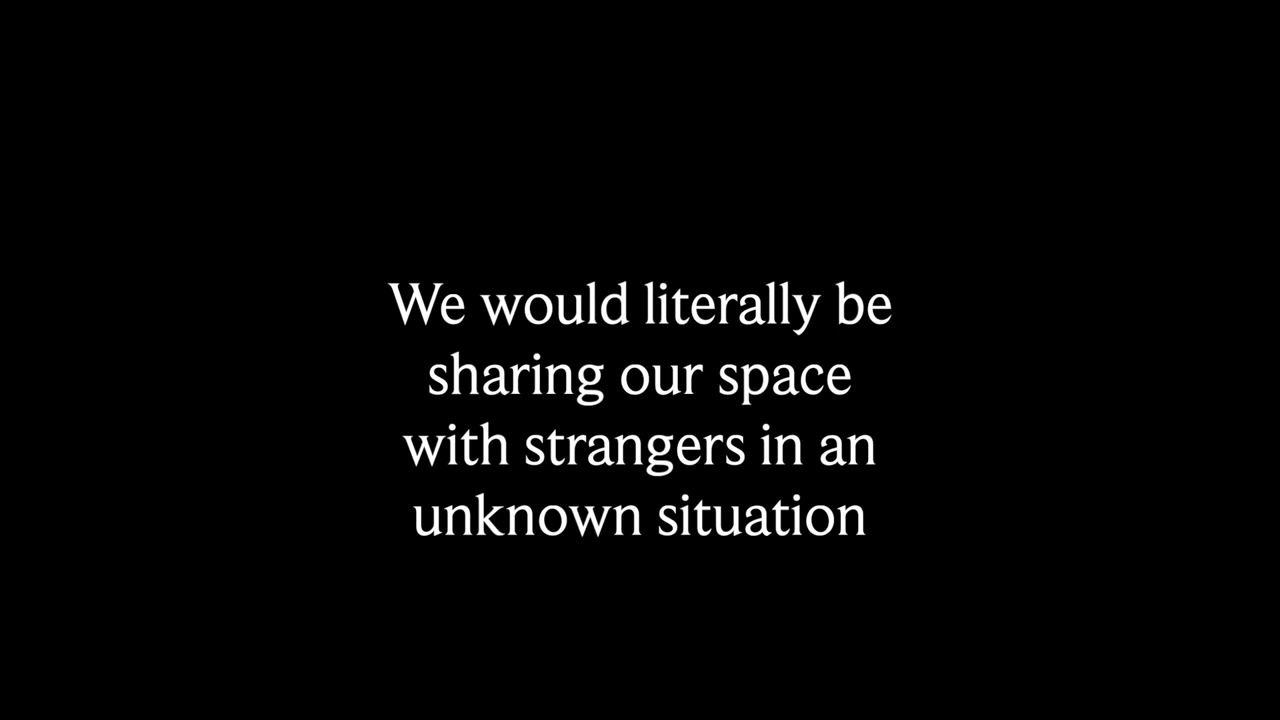 We would literally be
sharing our space
with strangers in an
unknown situation